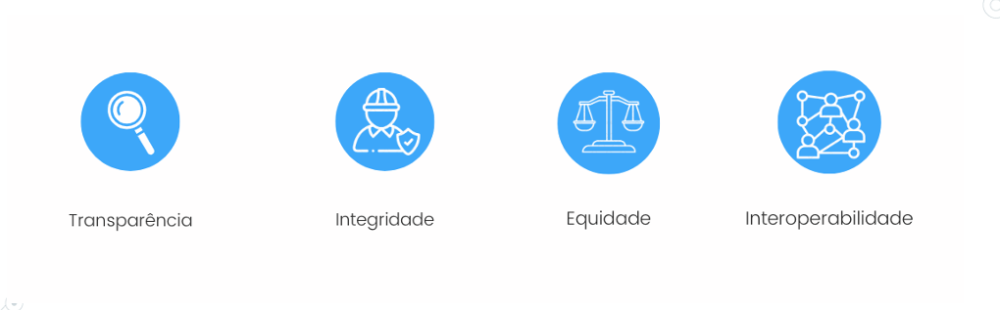 Transparência
Integridade
Equidade
Interoperabilidade